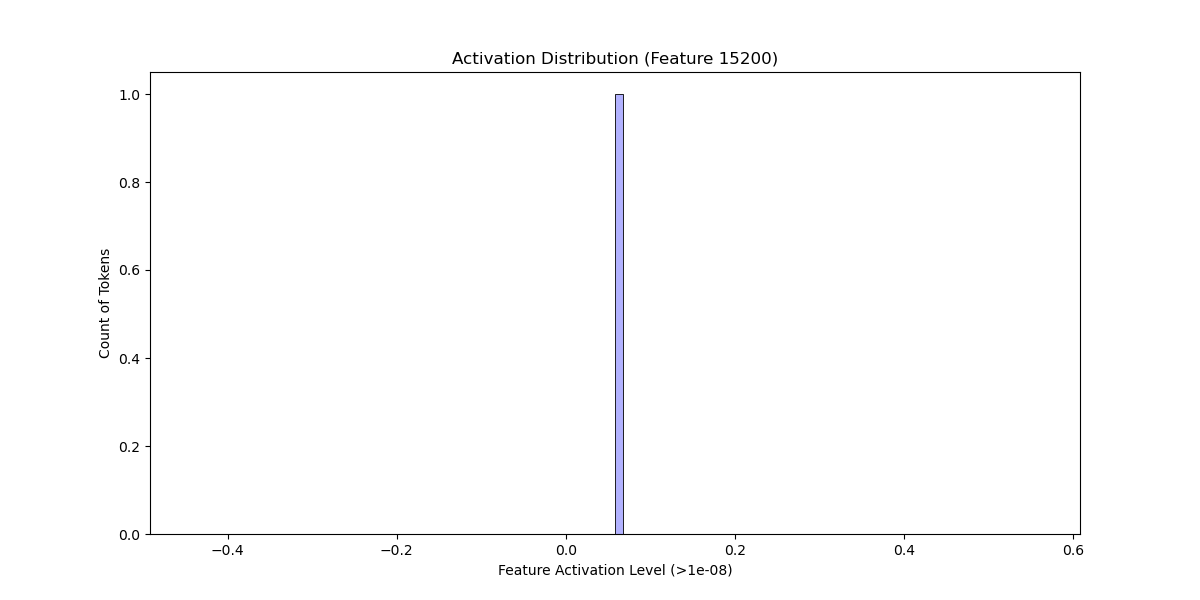 Activation Distribution (Feature 15200)
Count of Tokens
1.0
0.8
0.6
0.4
0.2
0.0
−0.4 −0.2 0.0 0.2 0.4 0.6
Feature Activation Level (>1e-08)